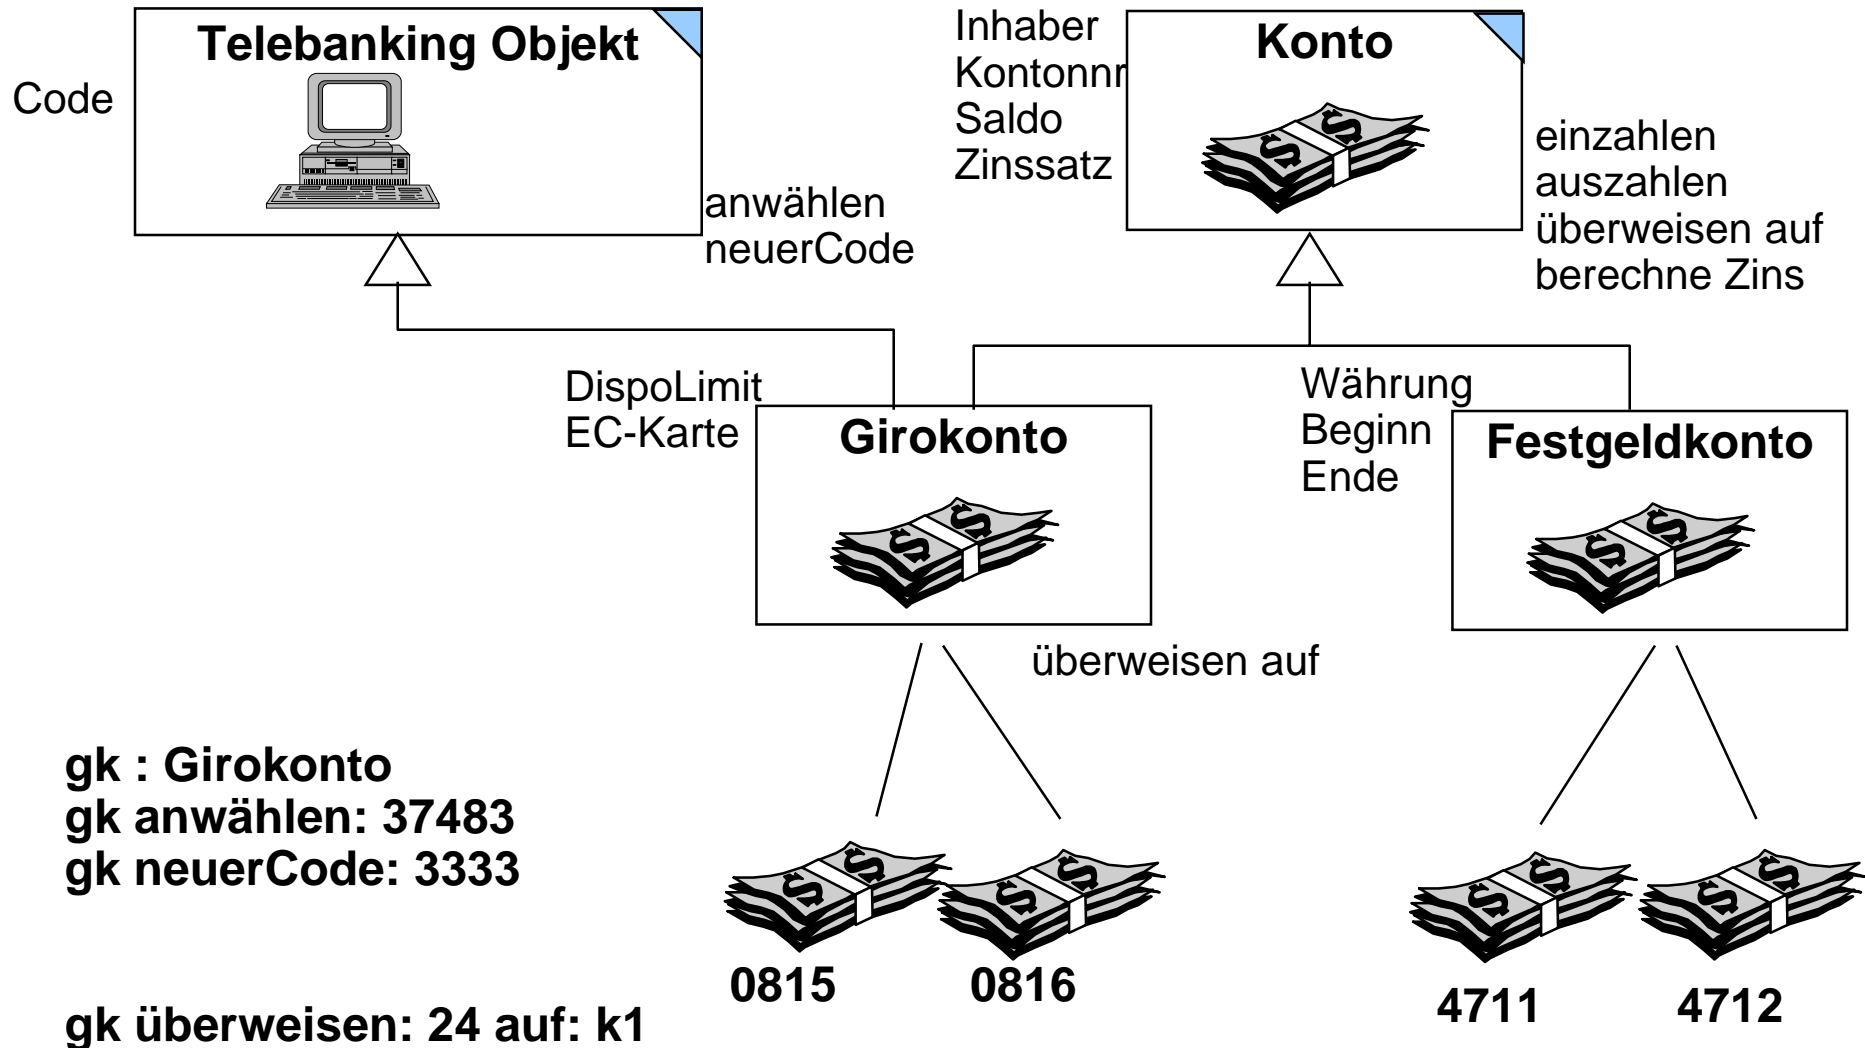 Telebanking Objekt
Code
anwählen
neuerCode
Inhaber
Kontonnr
Saldo
Zinssatz
Konto
einzahlen
auszahlen
überweisen auf
berechne Zins
DispoLimit
EC-Karte
Girokonto
überweisen auf
Währung
Beginn
Ende
Festgeldkonto
gk : Girokonto
gk anwählen: 37483
gk neuerCode: 3333
gk überweisen: 24 auf: k1
0815
0816
4711
4712